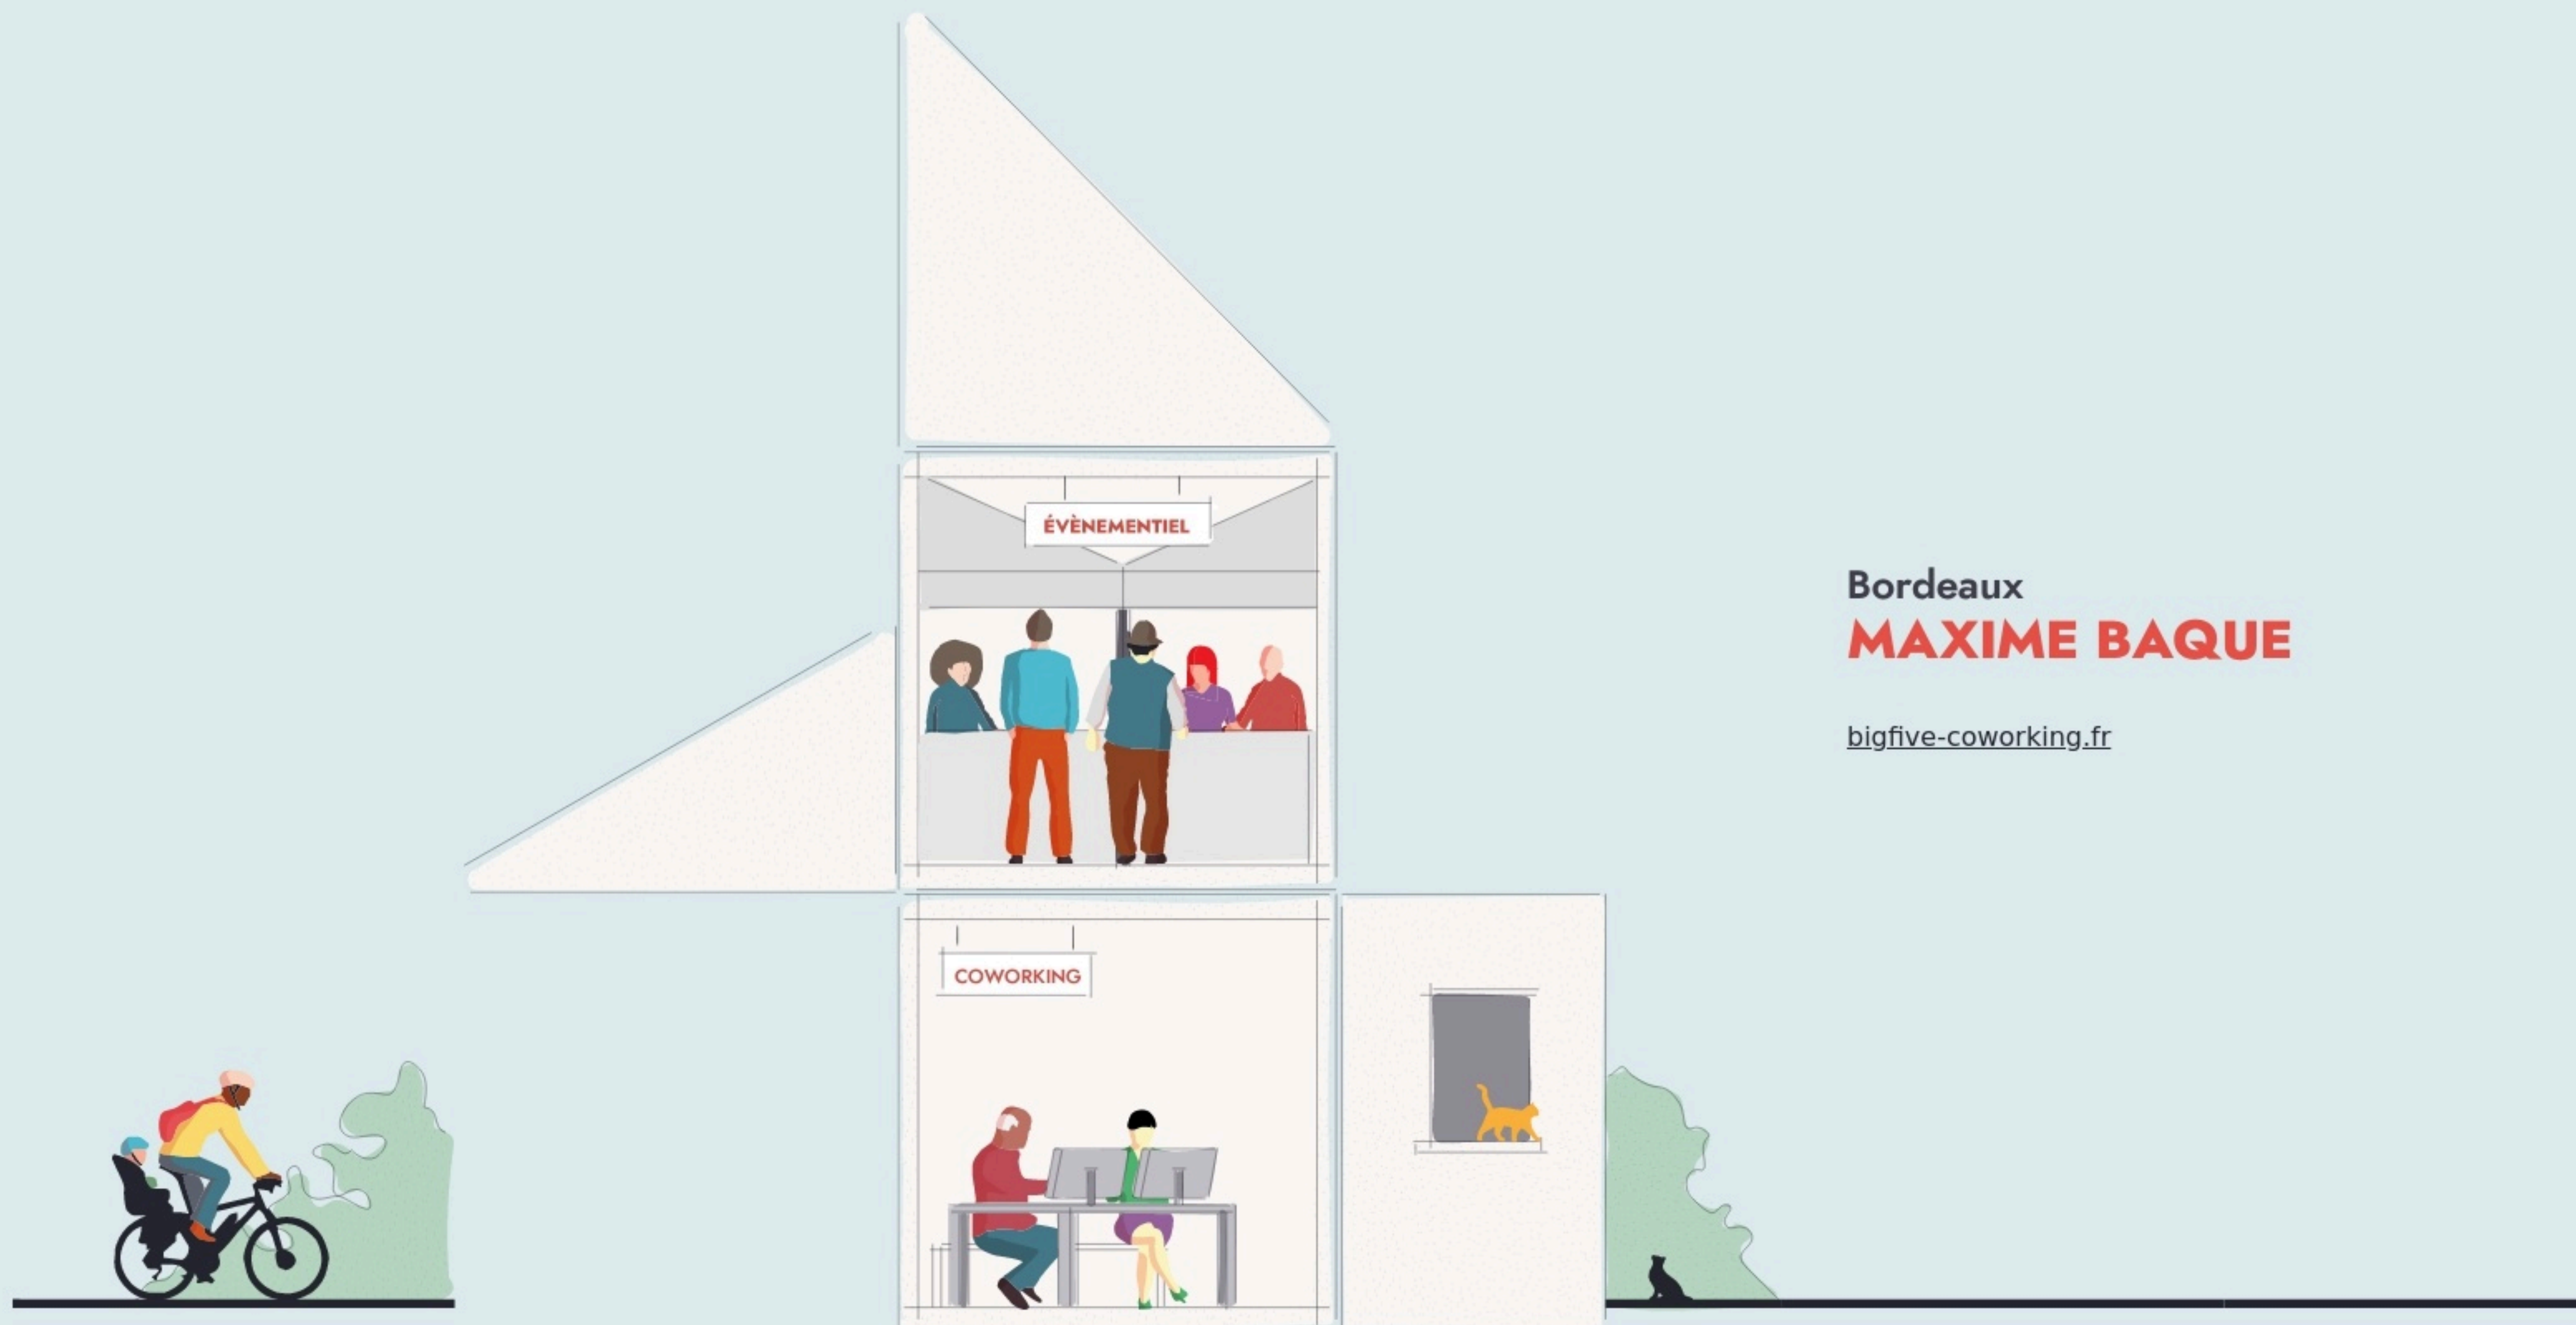 ÉVÈNEMENTIEL
Bordeaux
MAXIME BAQUE
bigfive-coworking.fr
COWORKING